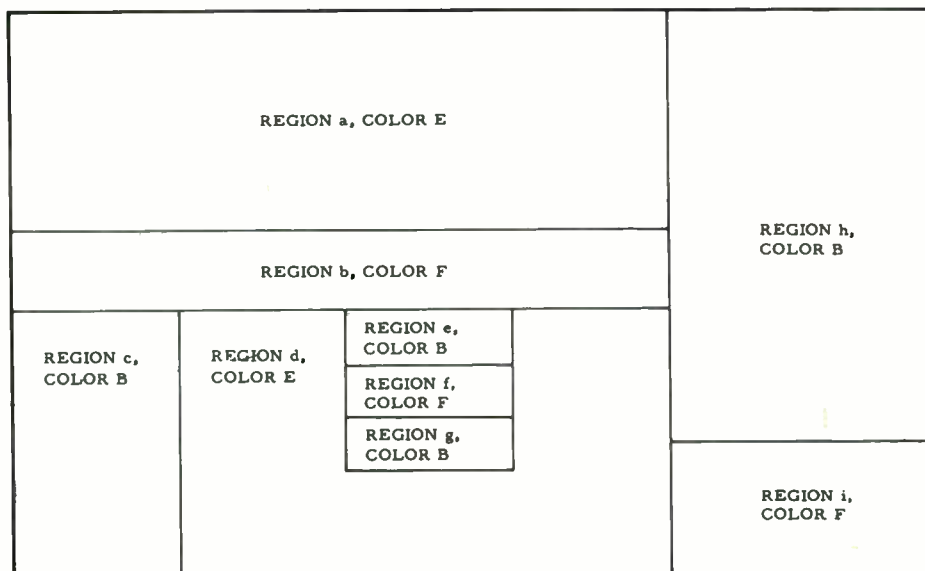 REGION a, COLOR E
REGION h,
COLOR B
REGION b, COLOR F
REGION c,
COLOR B
REGION d,
COLOR E
REGION e,
COLOR B
REGION f,
COLOR F
REGION g,
COLOR B
REGION i,
COLOR F